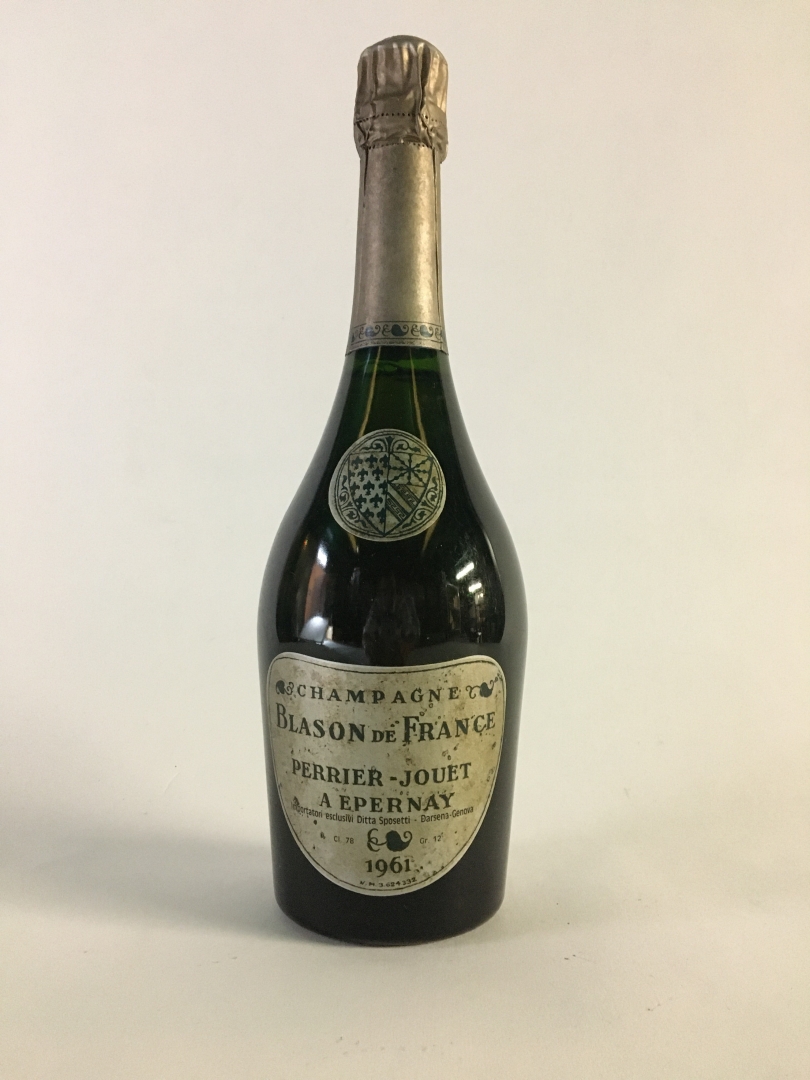 CHAMPAGNE
BLASON DE FRANCE
PERRIER-JOUET
A EPERNAY
Importatori esclusivi Ditta Sposetti - Darsena-Genova
Cl. 78 Gr. 12
1961